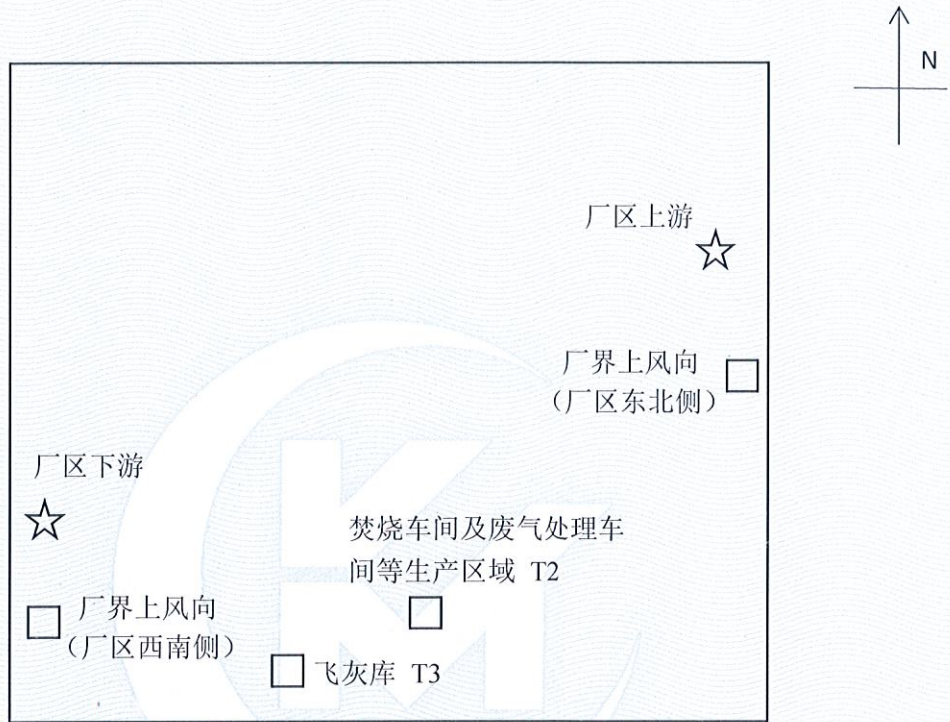 N
厂区上游
厂界上风向
（厂区东北侧）
厂区下游
焚烧车间及废气处理车
间等生产区域 T2
厂界上风向
（厂区西南侧）
飞灰库 T3